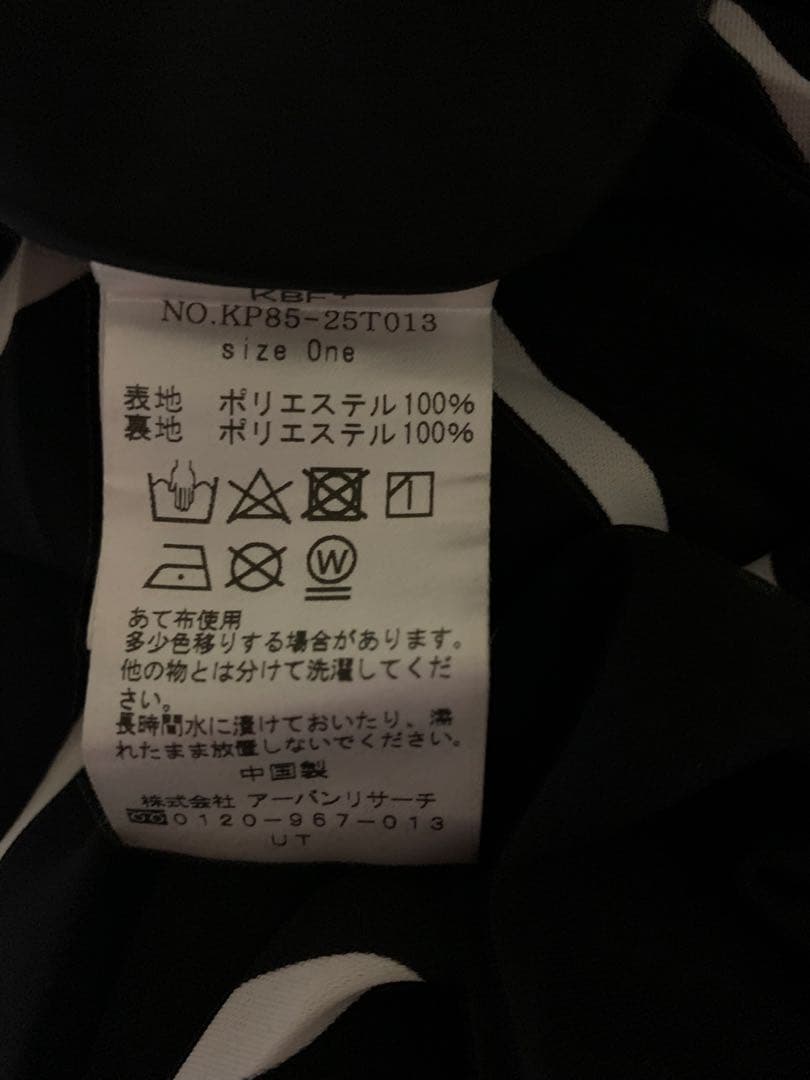 KBF+
NO.KP85-25T013
size One
表地 ポリエステル100%
裏地 ポリエステル100%
W
あて布使用
多少色移りする場合があります。
他の物とは分けて洗濯してくだ
さい。
長時間水に漬けておいたり、濡
れたまま放置しないでください。
中国製
株式会社 アーバンリサーチ
0120-967-013
UT